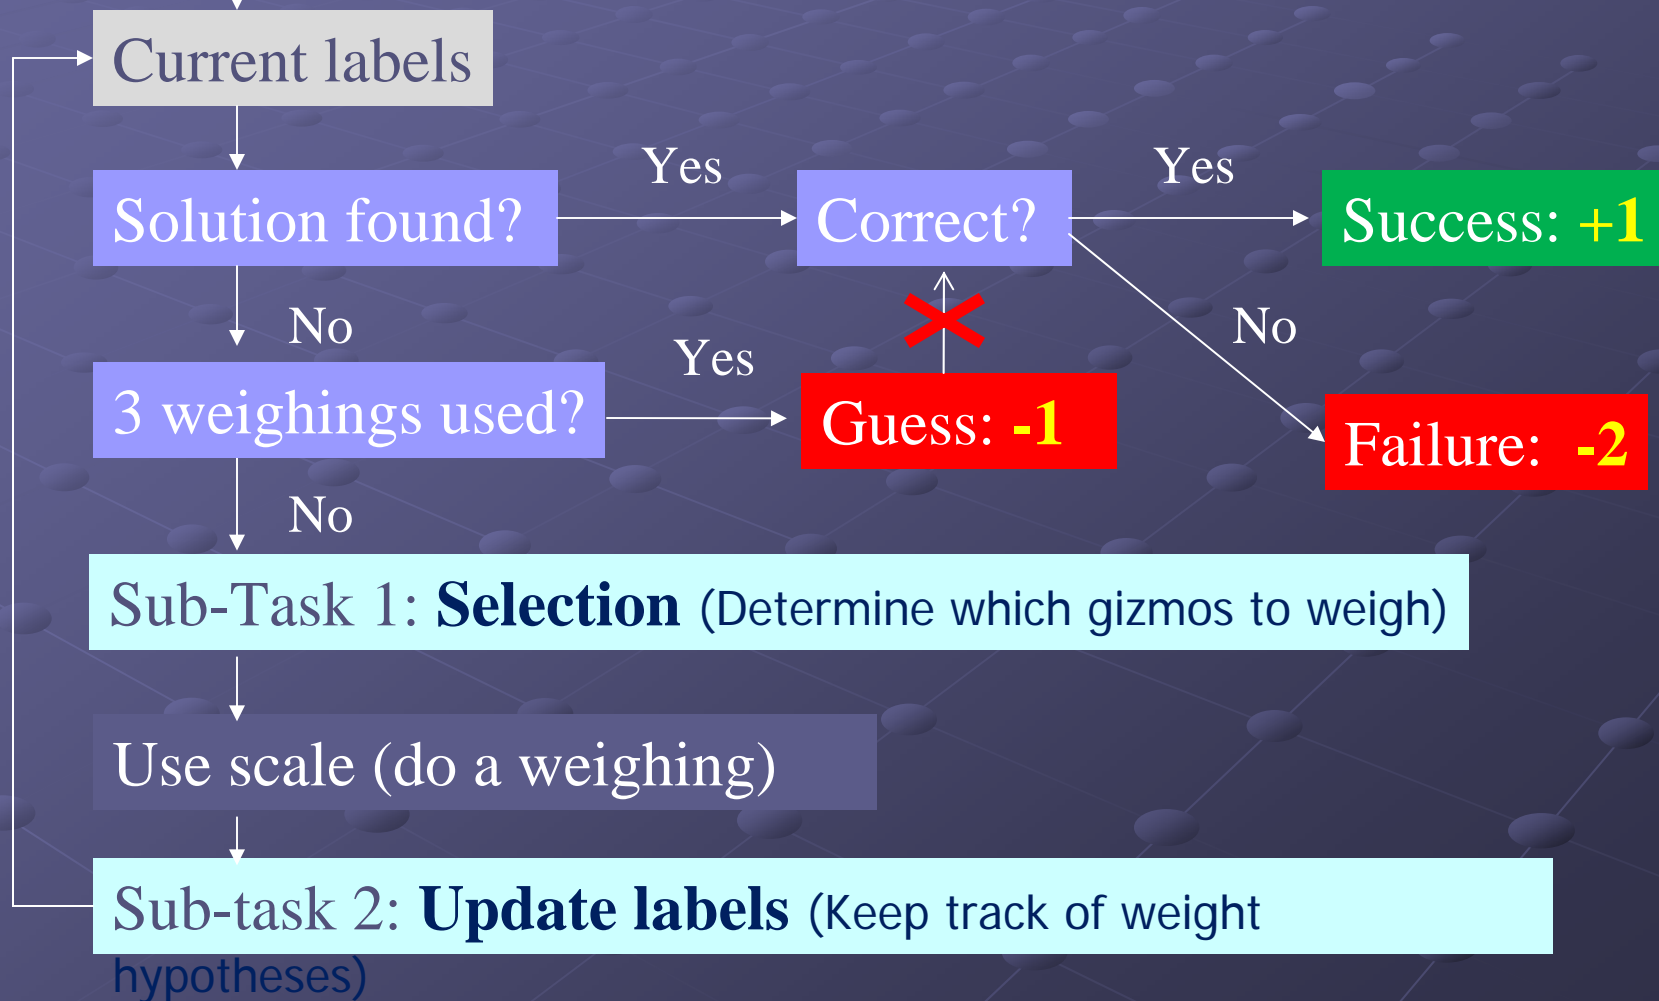 Current labels
Yes
Yes
Solution found?
Correct?
Success: +1
No
No
Yes
3 weighings used?
Guess: -1
Failure: -2
No
Sub-Task 1: Selection (Determine which gizmos to weigh)
Use scale (do a weighing)
Sub-task 2: Update labels (Keep track of weight
hypotheses)